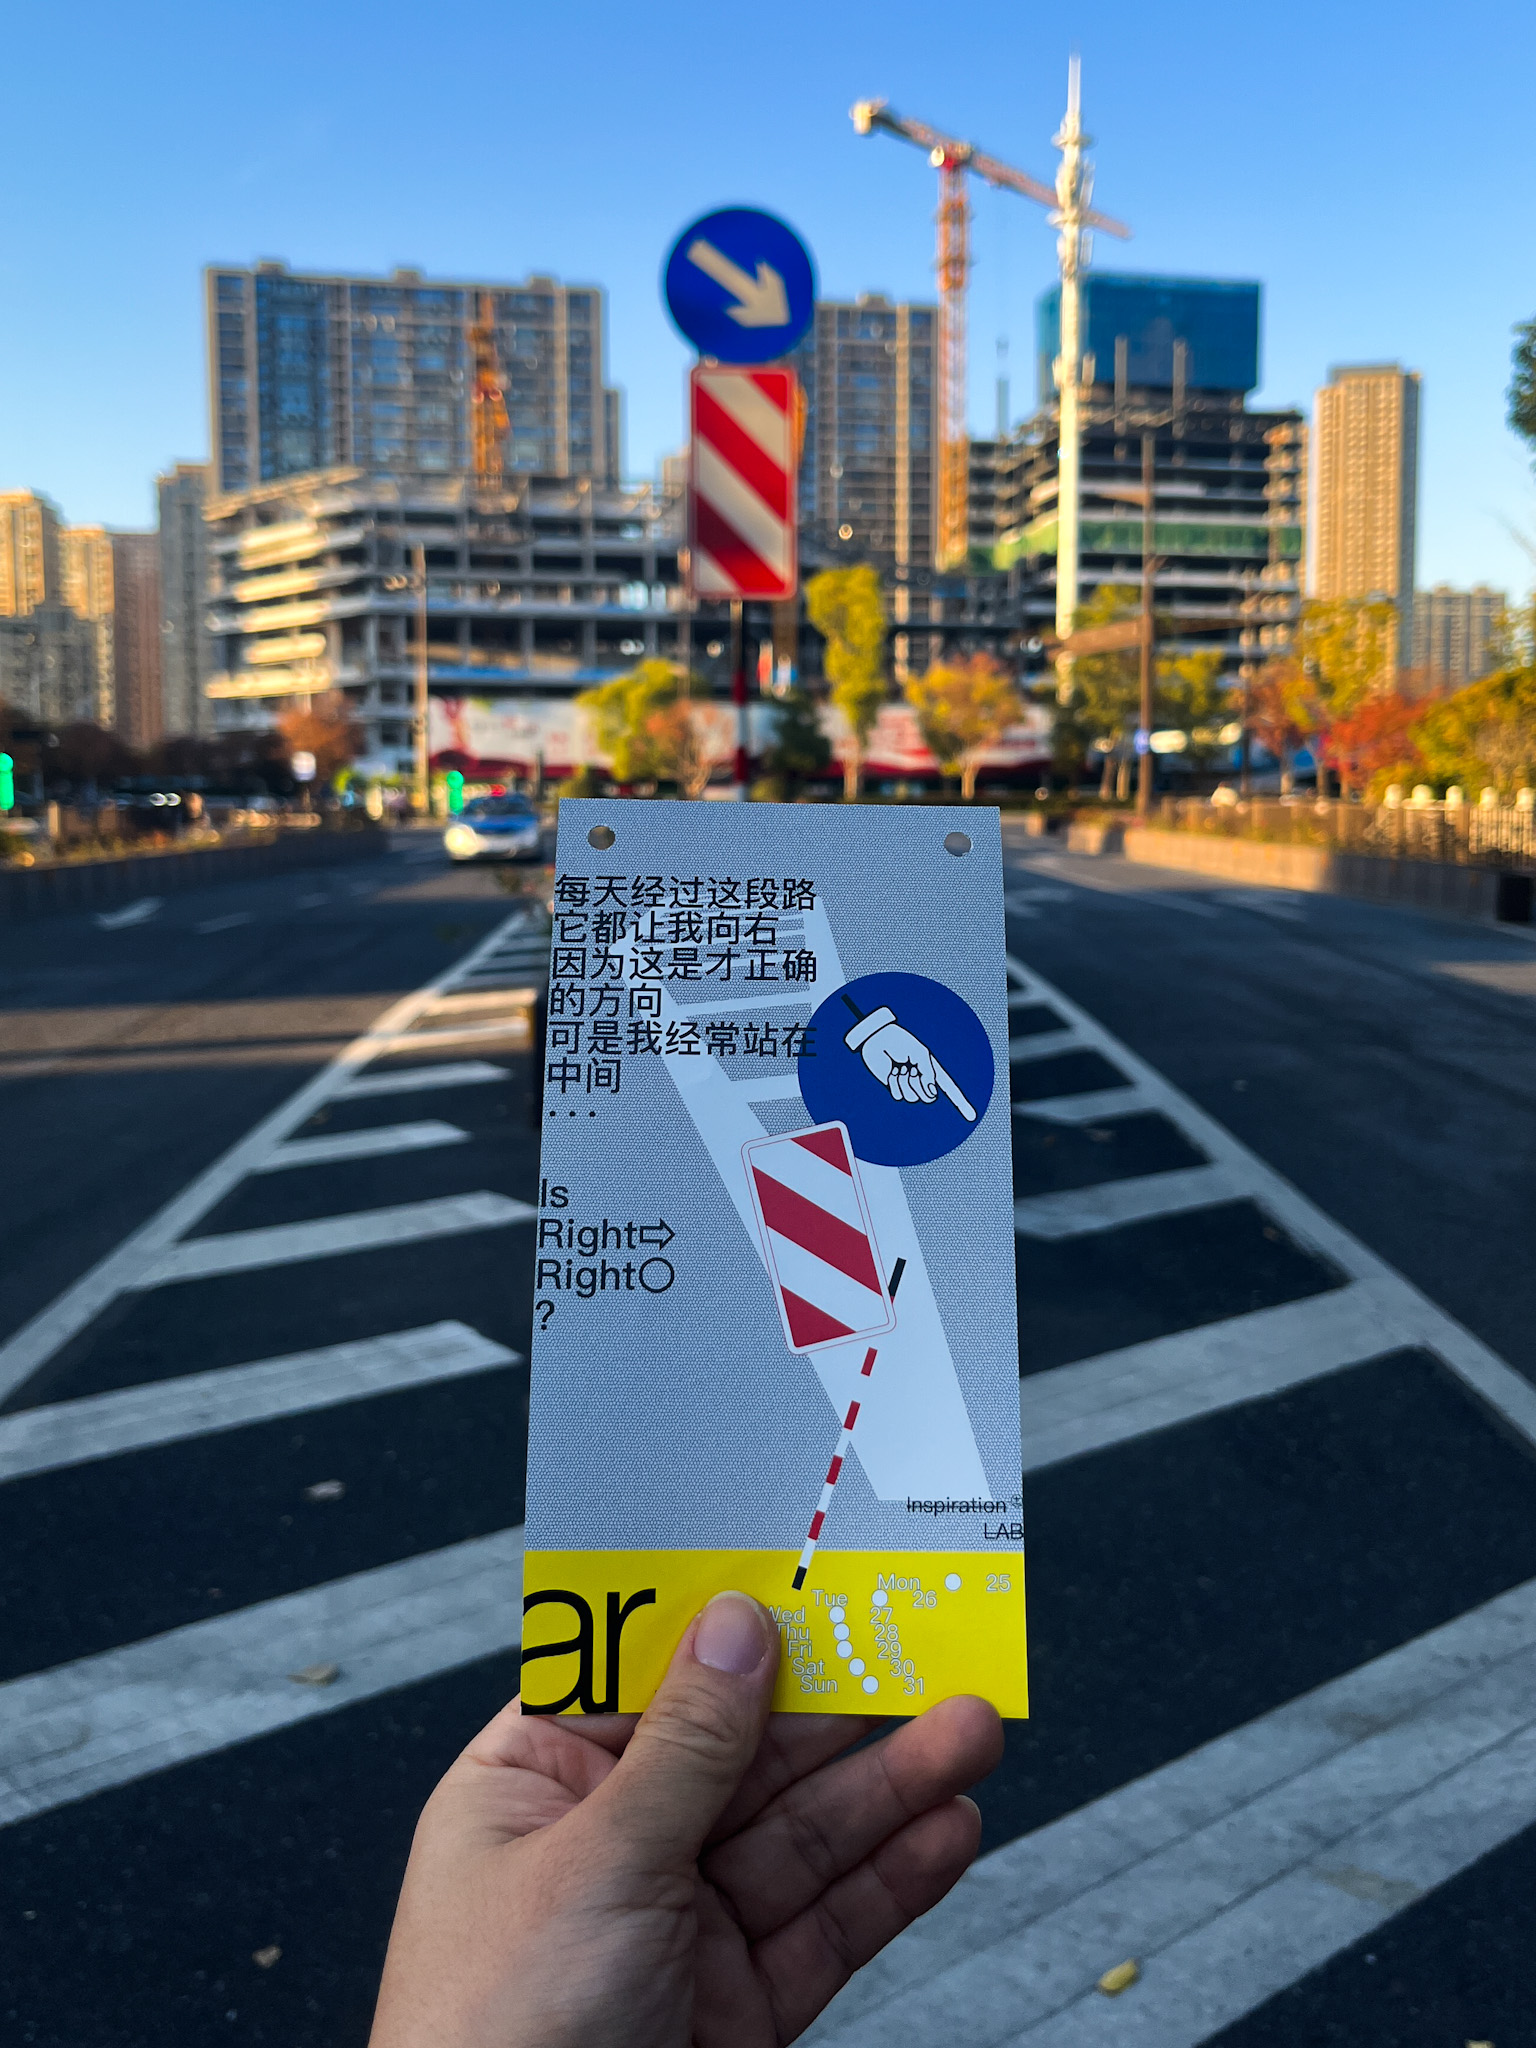 每天经过这段路
它都让我向右
因为这是才正确
的方向
可是我经常站在
中间
...
Is
Right⇨
Right○
?
Inspiration
LAB
ar
Mon 25
Tue 26
Wed 27
Thu 28
Fri 29
Sat 30
Sun 31